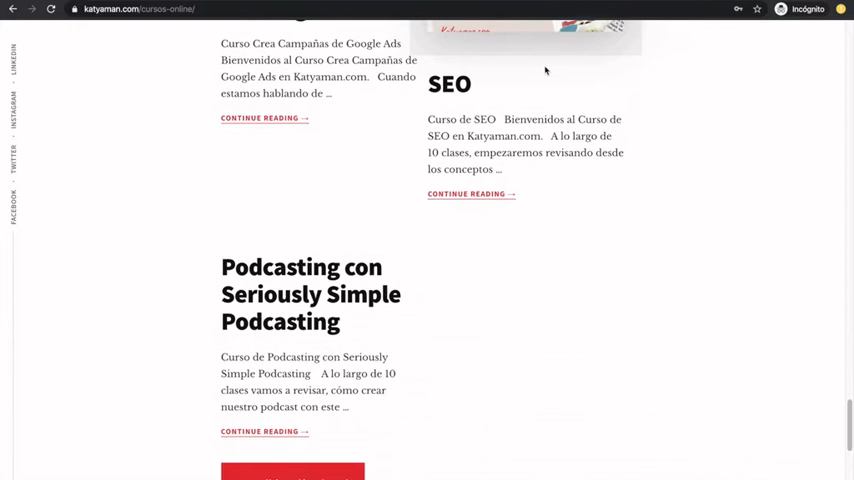 katyaman.com/cursos-online/
Incógnito
LINKEDIN
INSTAGRAM
TWITTER
FACEBOOK
Curso Crea Campañas de Google Ads
Bienvenidos al Curso Crea Campañas de
Google Ads en Katyaman.com. Cuando
estamos hablando de ...
CONTINUE READING →
SEO
Curso de SEO Bienvenidos al Curso de
SEO en Katyaman.com. A lo largo de
10 clases, empezaremos revisando desde
los conceptos ...
CONTINUE READING →
Podcasting con
Seriously Simple
Podcasting
Curso de Podcasting con Seriously
Simple Podcasting A lo largo de 10
clases vamos a revisar, cómo crear
nuestro podcast con este ...
CONTINUE READING →